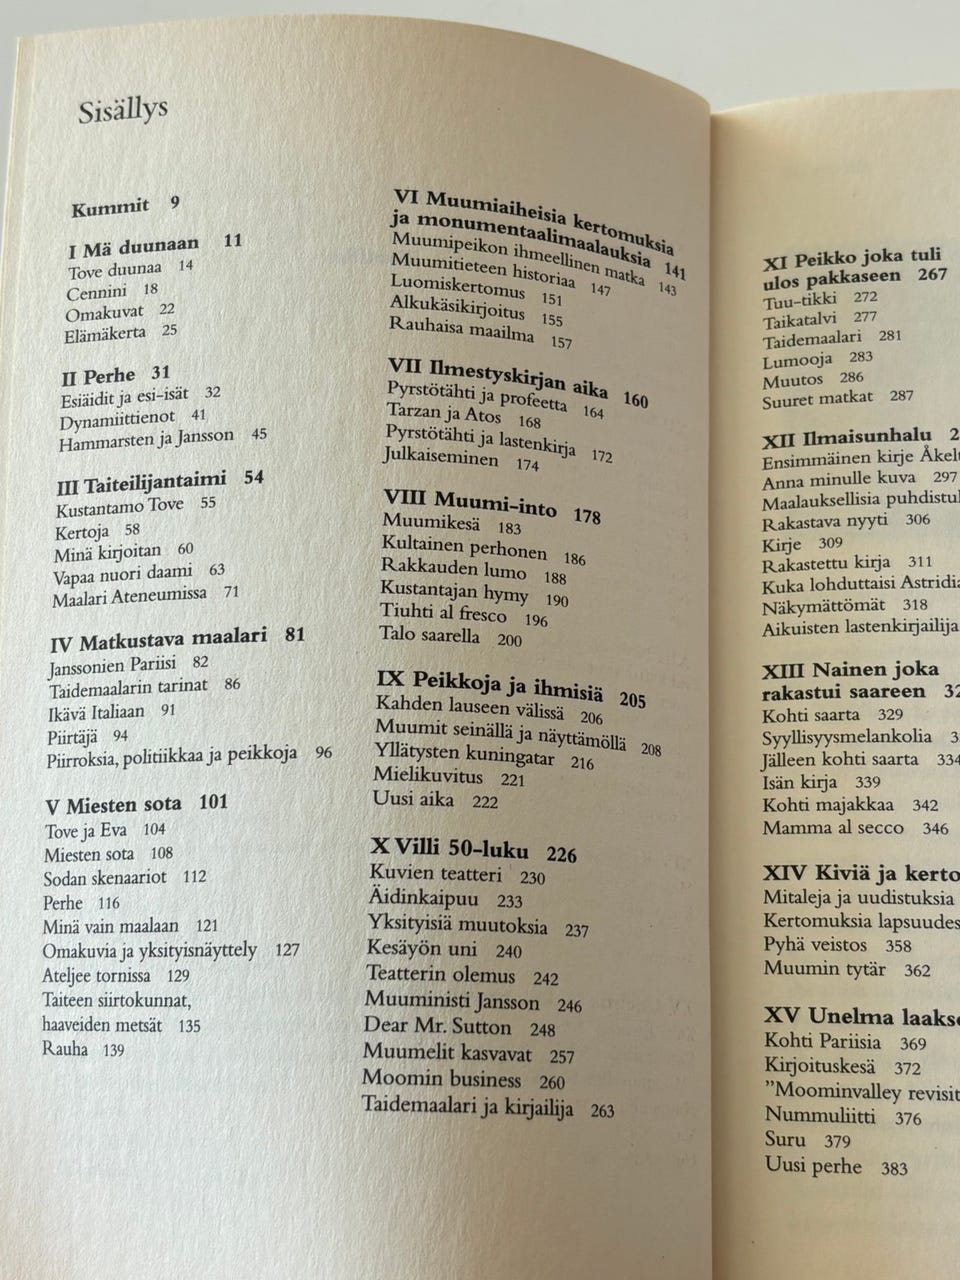 Sisällys
Kummit 9
I Mä duunaan 11
Tove duunaa 14
Cennini 18
Omakuvat 22
Elämäkerta 25
II Perhe 31
Esiäidit ja esi-isät 32
Dynamiittienot 41
Hammarsten ja Jansson 45
III Taiteilijantaimi 54
Kustantamo Tove 55
Kertoja 58
Minä kirjoitan 60
Vapaa nuori daami 63
Maalari Ateneumissa 71
IV Matkustava maalari 81
Janssonien Pariisi 82
Taidemaalarin tarinat 86
Ikävä Italiaan 91
Piirtäjä 94
Piirroksia, politiikkaa ja peikkoja 96
V Miesten sota 101
Tove ja Eva 104
Miesten sota 108
Sodan skenaariot 112
Perhe 116
Minä vain maalaan 121
Omakuvia ja yksityisnäyttely 127
Ateljee tornissa 129
Taiteen siirtokunnat,
haaveiden metsät 135
Rauha 139
VI Muumiaiheisia kertomuksia
ja monumentaalimaalauksia 141
Muumipeikon ihmeellinen matka 143
Muumitieteen historiaa 147
Luomiskertomus 151
Alkukäsikirjoitus 155
Rauhaisa maailma 157
VII Ilmestyskirjan aika 160
Pyrstötähti ja profeetta 164
Tarzan ja Atos 168
Pyrstötähti ja lastenkirja 172
Julkaiseminen 174
VIII Muumi-into 178
Muumikesä 183
Kultainen perhonen 186
Rakkauden lumo 188
Kustantajan hymy 190
Tiuhti al fresco 196
Talo saarella 200
IX Peikkoja ja ihmisiä 205
Kahden lauseen välissä 206
Muumit seinällä ja näyttämöllä 208
Yllätysten kuningatar 216
Mielikuvitus 221
Uusi aika 222
X Villi 50-luku 226
Kuvien teatteri 230
Äidinkaipuu 233
Yksityisiä muutoksia 237
Kesäyön uni 240
Teatterin olemus 242
Muuministi Jansson 246
Dear Mr. Sutton 248
Muumelit kasvavat 257
Moomin business 260
Taidemaalari ja kirjailija 263
XI Peikko joka tuli
ulos pakkaseen 267
Tuu-tikki 272
Taikatalvi 277
Taidemaalari 281
Lumooja 283
Muutos 286
Suuret matkat 287
XII Ilmaisunhalu
Ensimmäinen kirje
Anna minulle kuva 297
Maalauksellisia
Rakastava nyyti 306
Kirje 309
Rakastettu kirja 311
Kuka lohduttaisi
Näkymättömät 318
Aikuisten lastenkirjailija
XIII Nainen joka
rakastui saareen
Kohti saarta 329
Syyllisyysmelankolia
Jälleen kohti saarta 334
Isän kirja 339
Kohti majakkaa 342
Mamma al secco 346
XIV Kiviä ja
Mitaleja ja uudistuksia
Kertomuksia
Pyhä veistos 358
Muumin tytär 362
XV Unelma
Kohti Pariisia 369
Kirjoituskesä 372
"Moominvalley
Nummuliitti 376
Suru 379
Uusi perhe 383